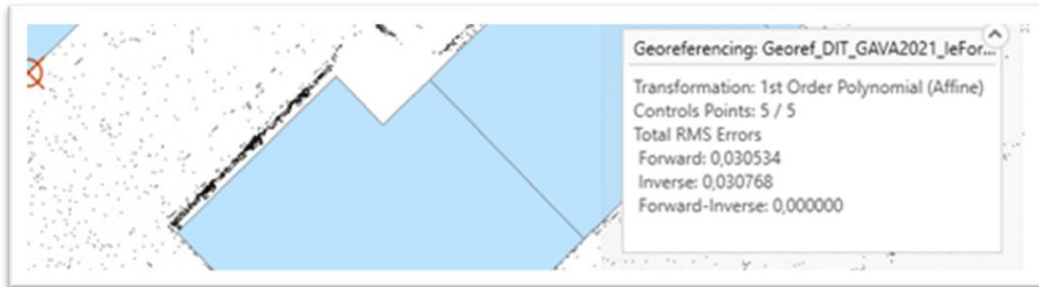 Georeferencing: Georef_DIT_GAVA2021_IeFor...
Transformation: 1st Order Polynomial (Affine)
Controls Points: 5 / 5
Total RMS Errors
Forward: 0,030534
Inverse: 0,030768
Forward-Inverse: 0,000000